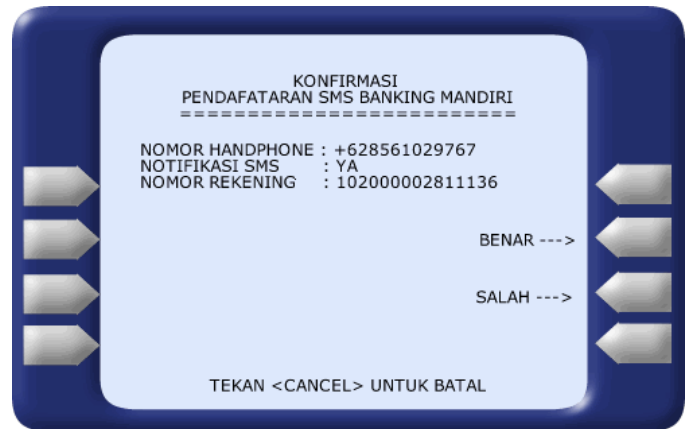 KONFIRMASI
PENDAFATARAN SMS BANKING MANDIRI
==========================
NOMOR HANDPHONE : +628561029767
NOTIFIKASI SMS : YA
NOMOR REKENING : 102000002811136
BENAR --->
SALAH --->
TEKAN <CANCEL> UNTUK BATAL